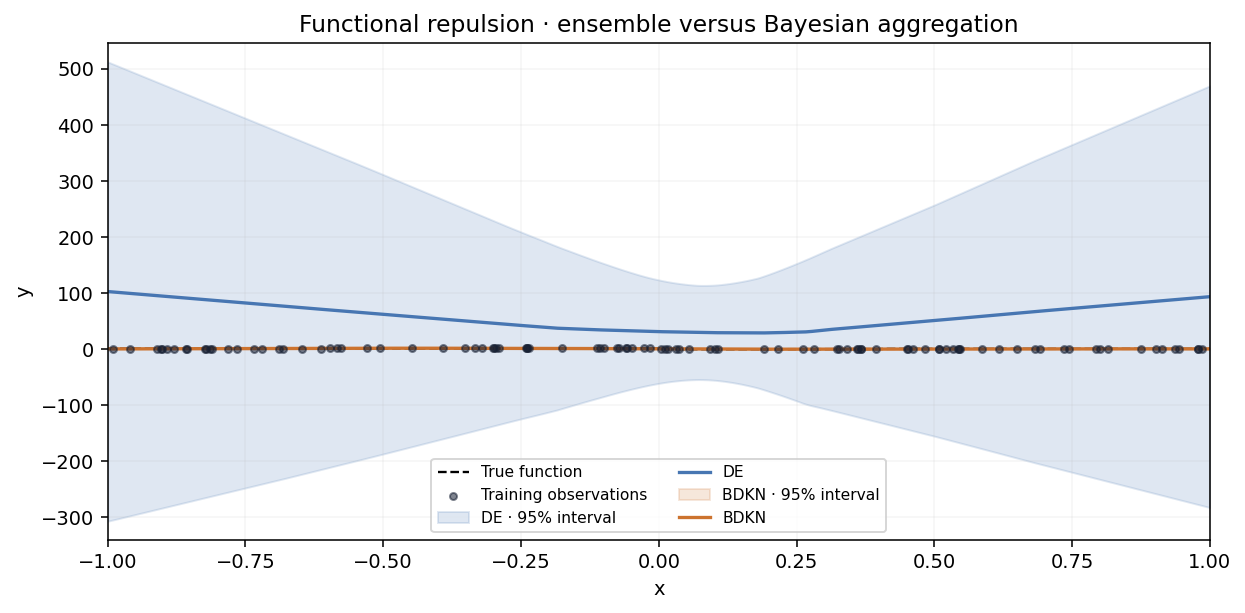 Functional repulsion · ensemble versus Bayesian aggregation
500
400
300
200
100
0
−100
−200
−300
y
True function
Training observations
DE · 95% interval
DE
BDKN · 95% interval
BDKN
−1.00
−0.75
−0.50
−0.25
0.00
0.25
0.50
0.75
1.00
x